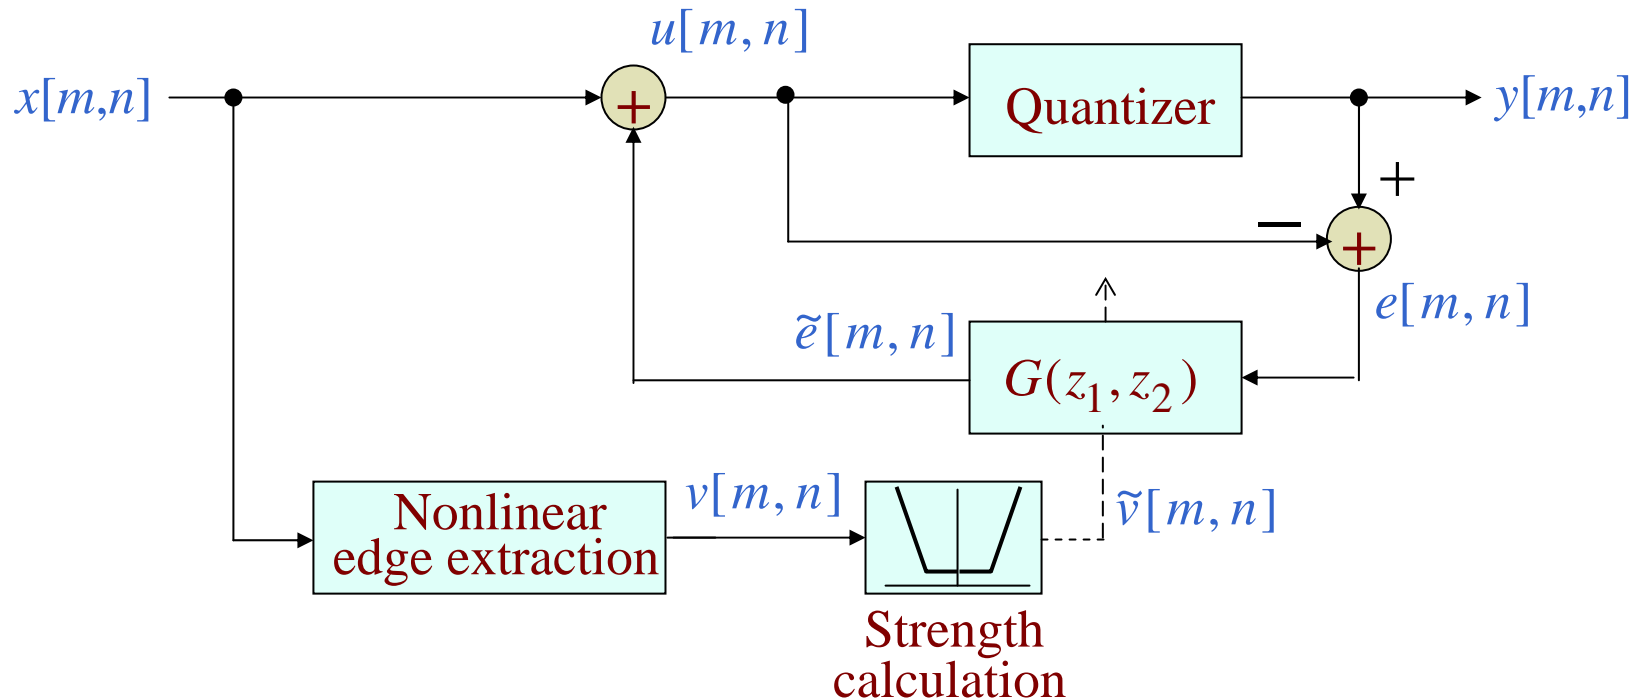 u[m, n]
x[m,n]
+
Quantizer
y[m,n]
+
−
+
e[m, n]
ẽ[m, n]
G(z₁, z₂)
v[m, n]
ṽ[m, n]
Nonlinear
edge extraction
Strength
calculation